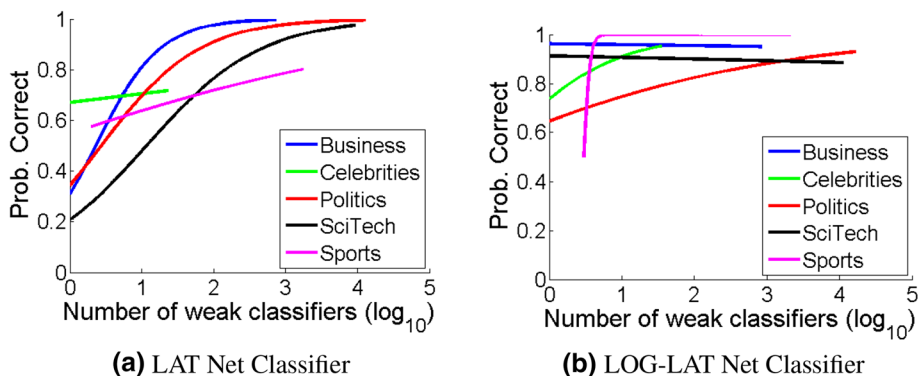 Prob. Correct
1
0.8
0.6
0.4
0.2
0
0 1 2 3 4 5
Number of weak classifiers (log10)
Business
Celebrities
Politics
SciTech
Sports
(a) LAT Net Classifier
Prob. Correct
1
0.8
0.6
0.4
0.2
0
0 1 2 3 4 5
Number of weak classifiers (log10)
Business
Celebrities
Politics
SciTech
Sports
(b) LOG-LAT Net Classifier